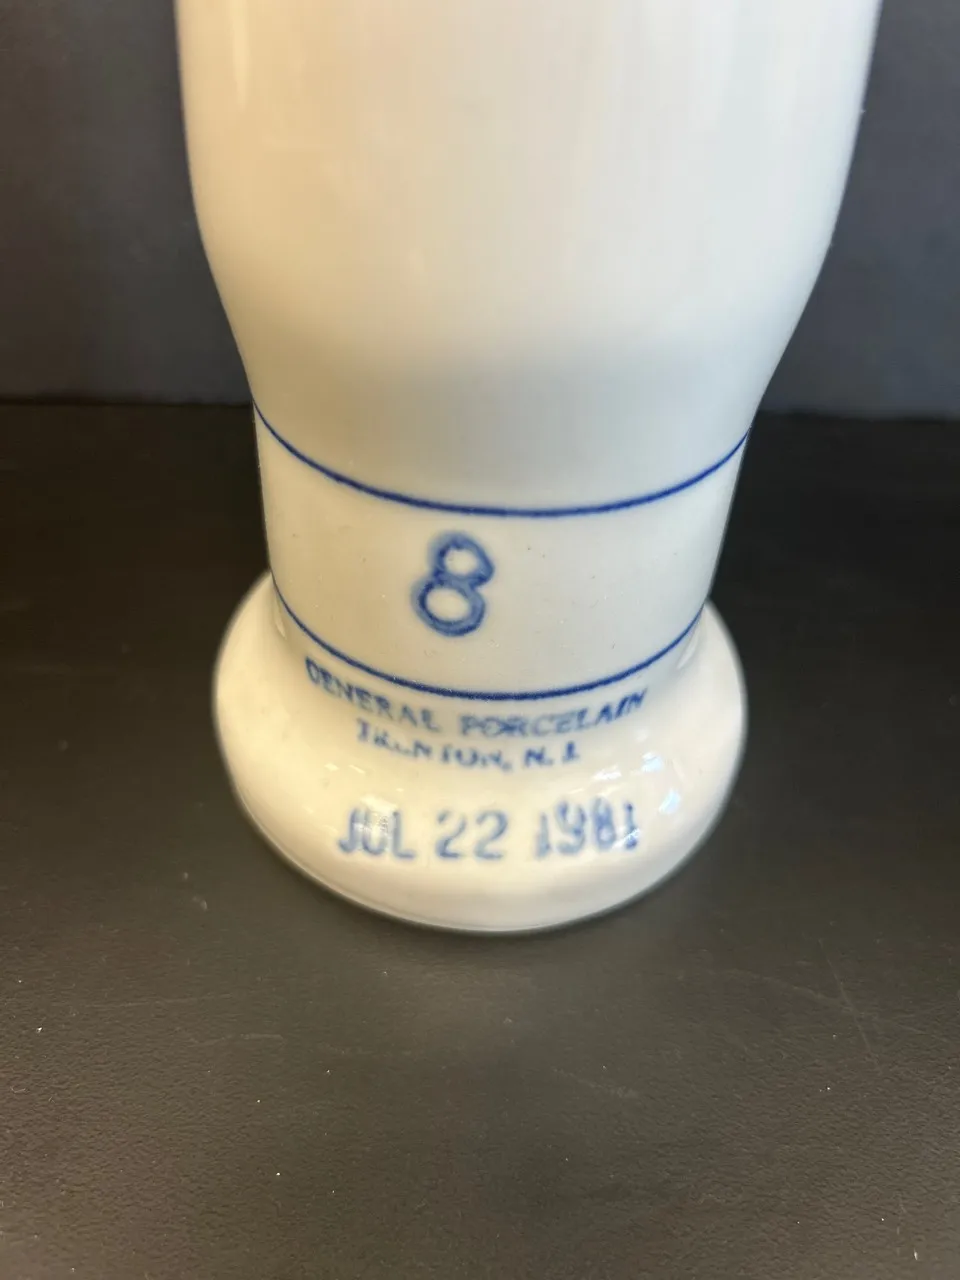 8
GENERAL PORCELAIN
TRENTON, N. J.
JUL 22 1981